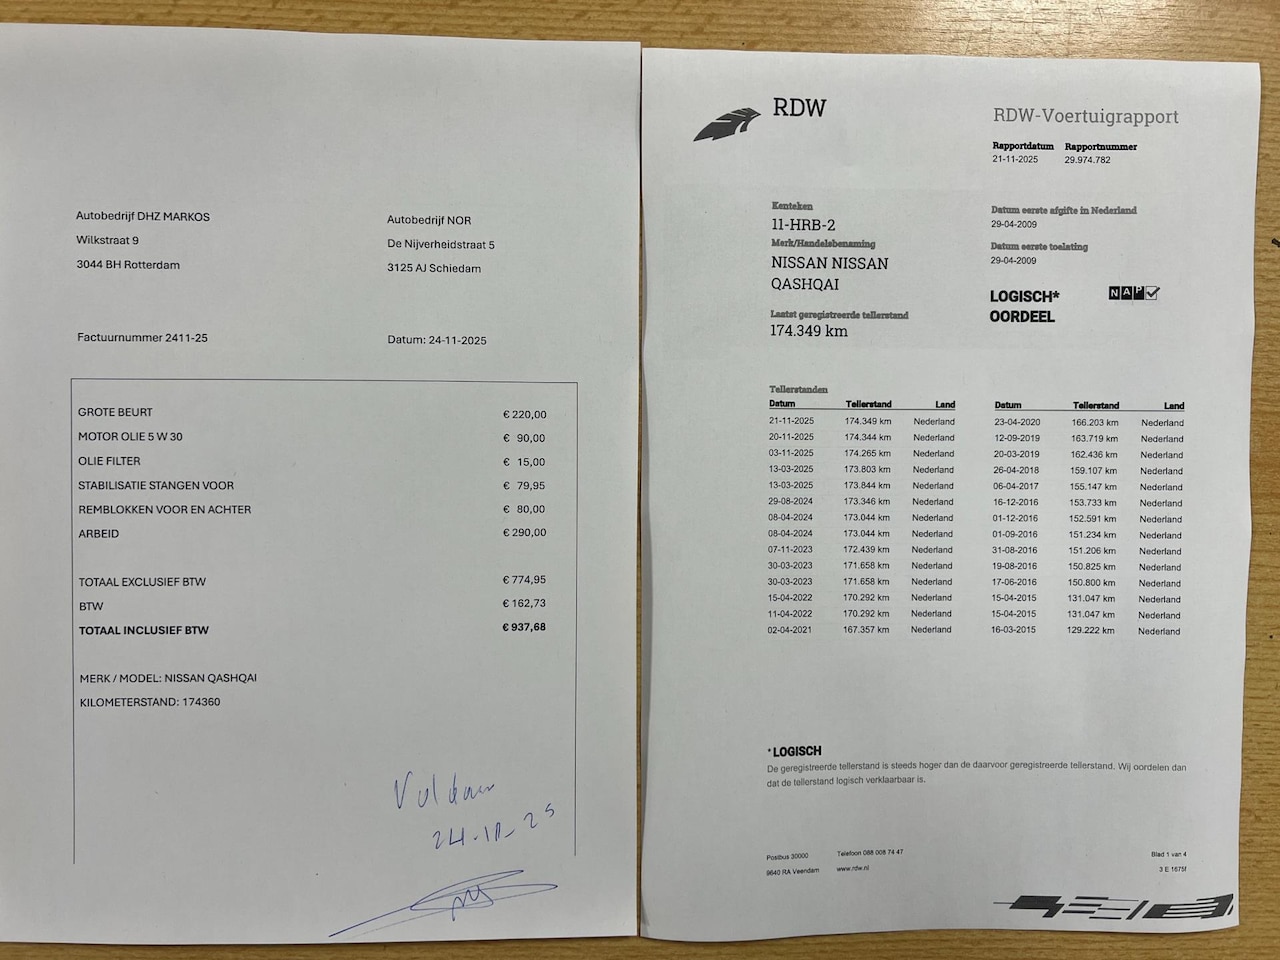 Autobedrijf DHZ MARKOS
Wilkstraat 9
3044 BH Rotterdam
Autobedrijf NOR
De Nijverheidstraat 5
3125 AJ Schiedam
Factuurnummer 2411-25
Datum: 24-11-2025
GROTE BEURT € 220,00
MOTOR OLIE 5 W 30 € 90,00
OLIE FILTER € 15,00
STABILISATIE STANGEN VOOR € 79,95
REMBLOKKEN VOOR EN ACHTER € 80,00
ARBEID € 290,00
TOTAAL EXCLUSIEF BTW € 774,95
BTW € 162,73
TOTAAL INCLUSIEF BTW € 937,68
MERK / MODEL: NISSAN QASHQAI
KILOMETERSTAND: 174360
Voldaan
24-11-25
RDW
RDW-Voertuigrapport
Rapportdatum Rapportnummer
21-11-2025 29.974.782
Kenteken
11-HRB-2
Merk/Handelsbenaming
NISSAN NISSAN
QASHQAI
Laatst geregistreerde tellerstand
174.349 km
Datum eerste afgifte in Nederland
29-04-2009
Datum eerste toelating
29-04-2009
LOGISCH*
OORDEEL
NAP
Tellerstanden
Datum Tellerstand Land
21-11-2025 174.349 km Nederland
20-11-2025 174.344 km Nederland
03-11-2025 174.265 km Nederland
13-03-2025 173.803 km Nederland
13-03-2025 173.844 km Nederland
29-08-2024 173.346 km Nederland
08-04-2024 173.044 km Nederland
08-04-2024 173.044 km Nederland
07-11-2023 172.439 km Nederland
30-03-2023 171.658 km Nederland
30-03-2023 171.658 km Nederland
15-04-2022 170.292 km Nederland
11-04-2022 170.292 km Nederland
02-04-2021 167.357 km Nederland
Datum Tellerstand Land
23-04-2020 166.203 km Nederland
12-09-2019 163.719 km Nederland
20-03-2019 162.436 km Nederland
26-04-2018 159.107 km Nederland
06-04-2017 155.147 km Nederland
16-12-2016 153.733 km Nederland
01-12-2016 152.591 km Nederland
01-09-2016 151.234 km Nederland
31-08-2016 151.206 km Nederland
19-08-2016 150.825 km Nederland
17-06-2016 150.800 km Nederland
15-04-2015 131.047 km Nederland
15-04-2015 131.047 km Nederland
16-03-2015 129.222 km Nederland
*LOGISCH
De geregistreerde tellerstand is steeds hoger dan de daarvoor geregistreerde tellerstand. Wij oordelen dan
dat de tellerstand logisch verklaarbaar is.
Postbus 30000 Telefoon 088 008 74 47
9640 RA Veendam www.rdw.nl
Blad 1 van 4
3 E 1675f